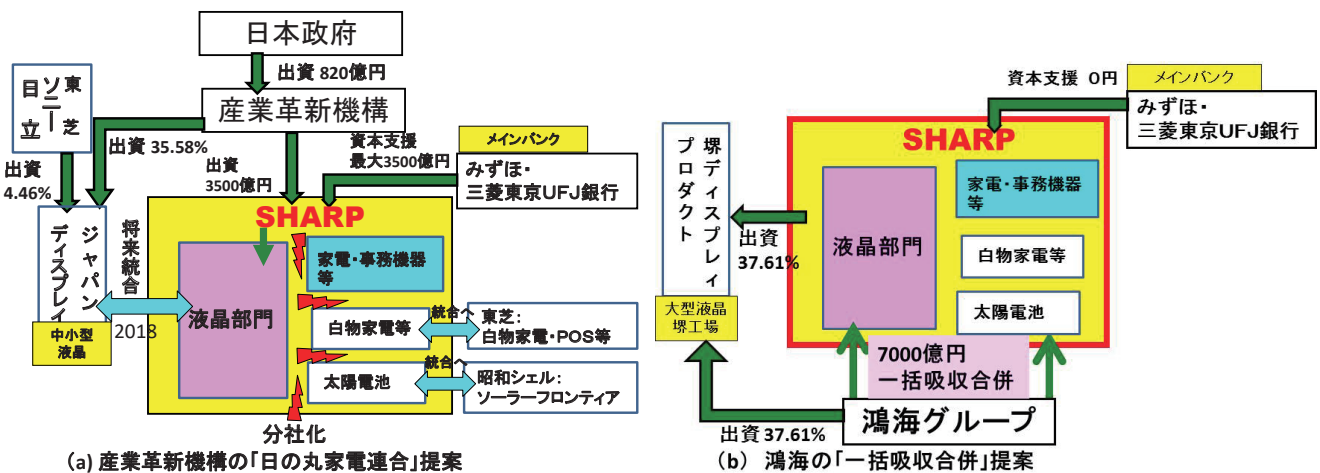 日本政府
出資 820億円
産業革新機構
東芝
ソニー
日立
出資
4.46%
出資 35.58%
出資
3500億円
資本支援
最大3500億円
メインバンク
みずほ・
三菱東京UFJ銀行
ジャパン
ディスプレイ
中小型
液晶
将来統合
2018
SHARP
液晶部門
家電・事務機器
等
白物家電等
太陽電池
統合へ
東芝:
白物家電・POS等
統合へ
昭和シェル:
ソーラーフロンティア
分社化
(a) 産業革新機構の「日の丸家電連合」提案
資本支援 0円
メインバンク
みずほ・
三菱東京UFJ銀行
堺ディスプレイ
プロダクト
大型液晶
堺工場
出資
37.61%
SHARP
液晶部門
家電・事務機器
等
白物家電等
太陽電池
7000億円
一括吸収合併
鴻海グループ
出資 37.61%
(b) 鴻海の「一括吸収合併」提案